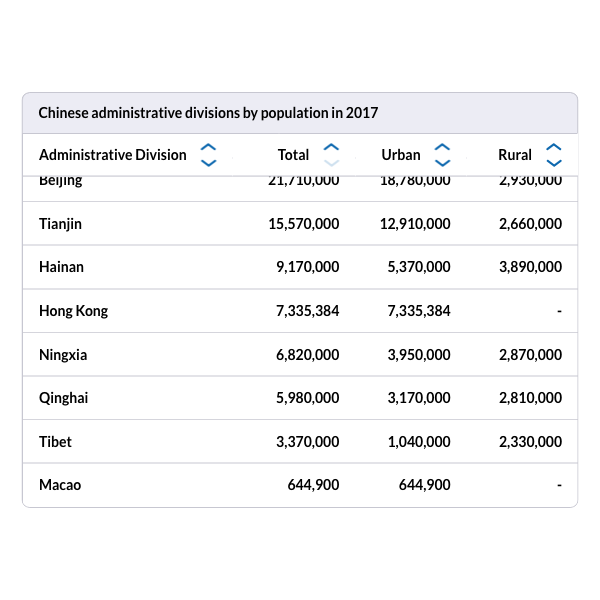 Chinese administrative divisions by population in 2017
Administrative Division Total Urban Rural
Beijing 21,710,000 18,780,000 2,930,000
Tianjin 15,570,000 12,910,000 2,660,000
Hainan 9,170,000 5,370,000 3,890,000
Hong Kong 7,335,384 7,335,384 -
Ningxia 6,820,000 3,950,000 2,870,000
Qinghai 5,980,000 3,170,000 2,810,000
Tibet 3,370,000 1,040,000 2,330,000
Macao 644,900 644,900 -